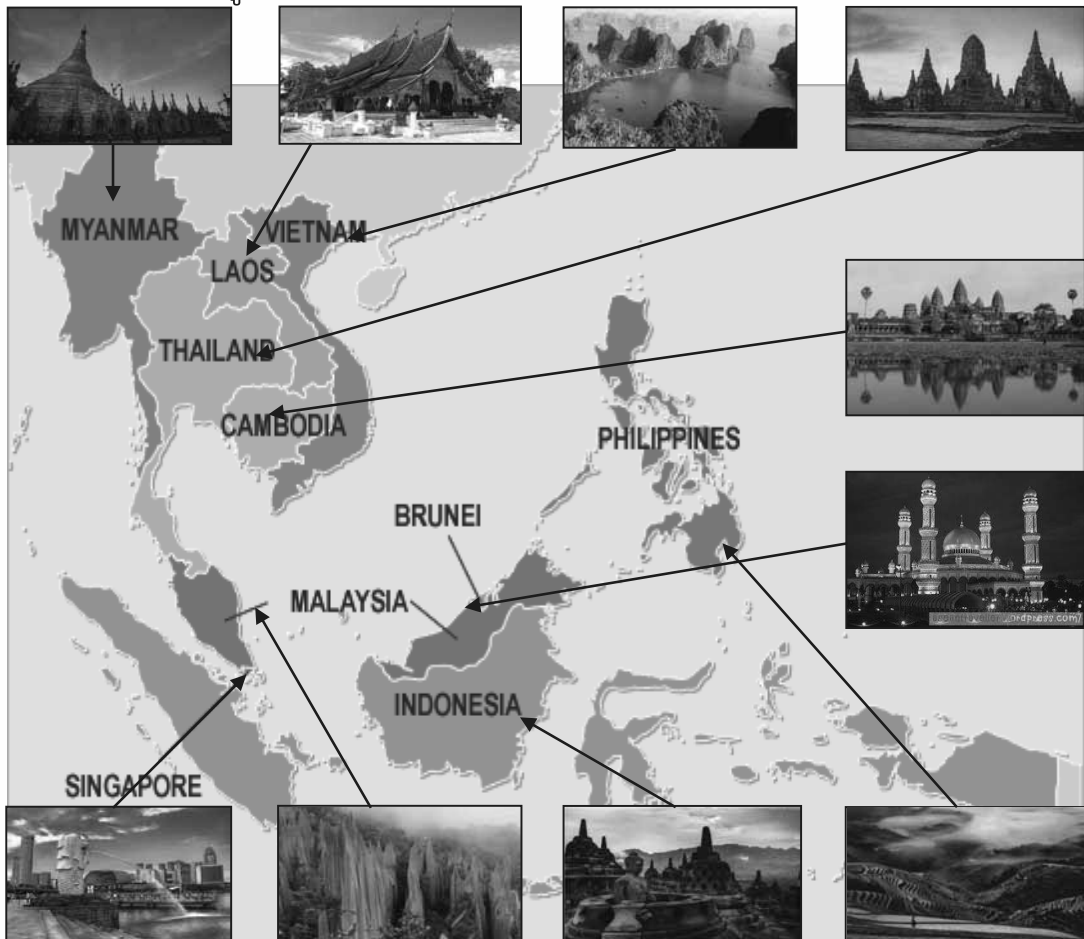 MYANMAR
VIETNAM
LAOS
THAILAND
CAMBODIA
PHILIPPINES
BRUNEI
MALAYSIA
INDONESIA
SINGAPORE